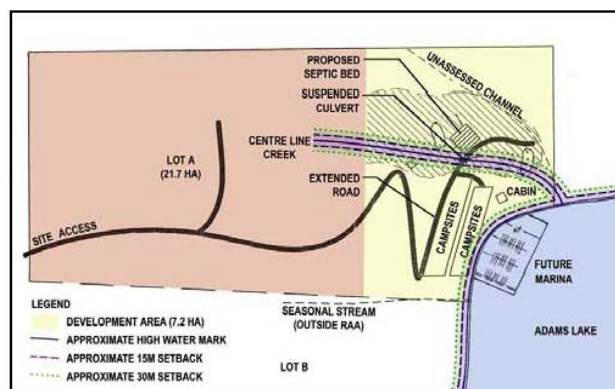 PROPOSED
SEPTIC BED
UNASSESSED CHANNEL
SUSPENDED
CULVERT
CENTRE LINE
CREEK
LOT A
(21.7 HA)
EXTENDED
ROAD
CABIN
CAMPSITES
CAMPSITES
SITE ACCESS
FUTURE
MARINA
LEGEND
DEVELOPMENT AREA (7.2 HA)
APPROXIMATE HIGH WATER MARK
APPROXIMATE 15M SETBACK
APPROXIMATE 30M SETBACK
SEASONAL STREAM
(OUTSIDE RAA)
LOT B
ADAMS LAKE